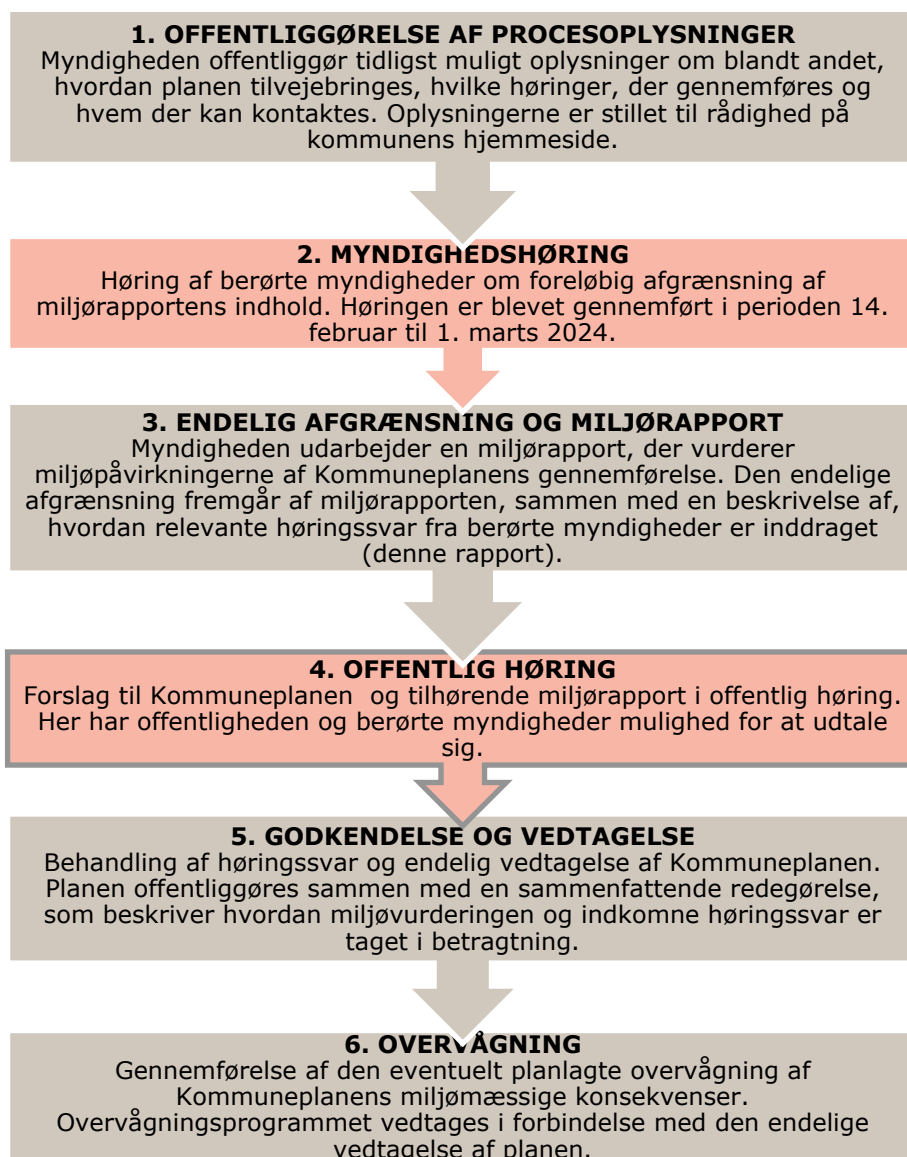 1. OFFENTLIGGØRELSE AF PROCESOPLYSNINGER
Myndigheden offentliggør tidligst muligt oplysninger om blandt andet,
hvordan planen tilvejebringes, hvilke høringer, der gennemføres og
hvem der kan kontaktes. Oplysningerne er stillet til rådighed på
kommunens hjemmeside.
2. MYNDIGHEDSHØRING
Høring af berørte myndigheder om foreløbig afgrænsning af
miljørapportens indhold. Høringen er blevet gennemført i perioden 14.
februar til 1. marts 2024.
3. ENDELIG AFGRÆNSNING OG MILJØRAPPORT
Myndigheden udarbejder en miljørapport, der vurderer
miljøpåvirkningerne af Kommuneplanens gennemførelse. Den endelige
afgrænsning fremgår af miljørapporten, sammen med en beskrivelse af,
hvordan relevante høringssvar fra berørte myndigheder er inddraget
(denne rapport).
4. OFFENTLIG HØRING
Forslag til Kommuneplanen og tilhørende miljørapport i offentlig høring.
Her har offentligheden og berørte myndigheder mulighed for at udtale
sig.
5. GODKENDELSE OG VEDTAGELSE
Behandling af høringssvar og endelig vedtagelse af Kommuneplanen.
Planen offentliggøres sammen med en sammenfattende redegørelse,
som beskriver hvordan miljøvurderingen og indkomne høringssvar er
taget i betragtning.
6. OVERVÅGNING
Gennemførelse af den eventuelt planlagte overvågning af
Kommuneplanens miljømæssige konsekvenser.
Overvågningsprogrammet vedtages i forbindelse med den endelige
vedtagelse af planen.